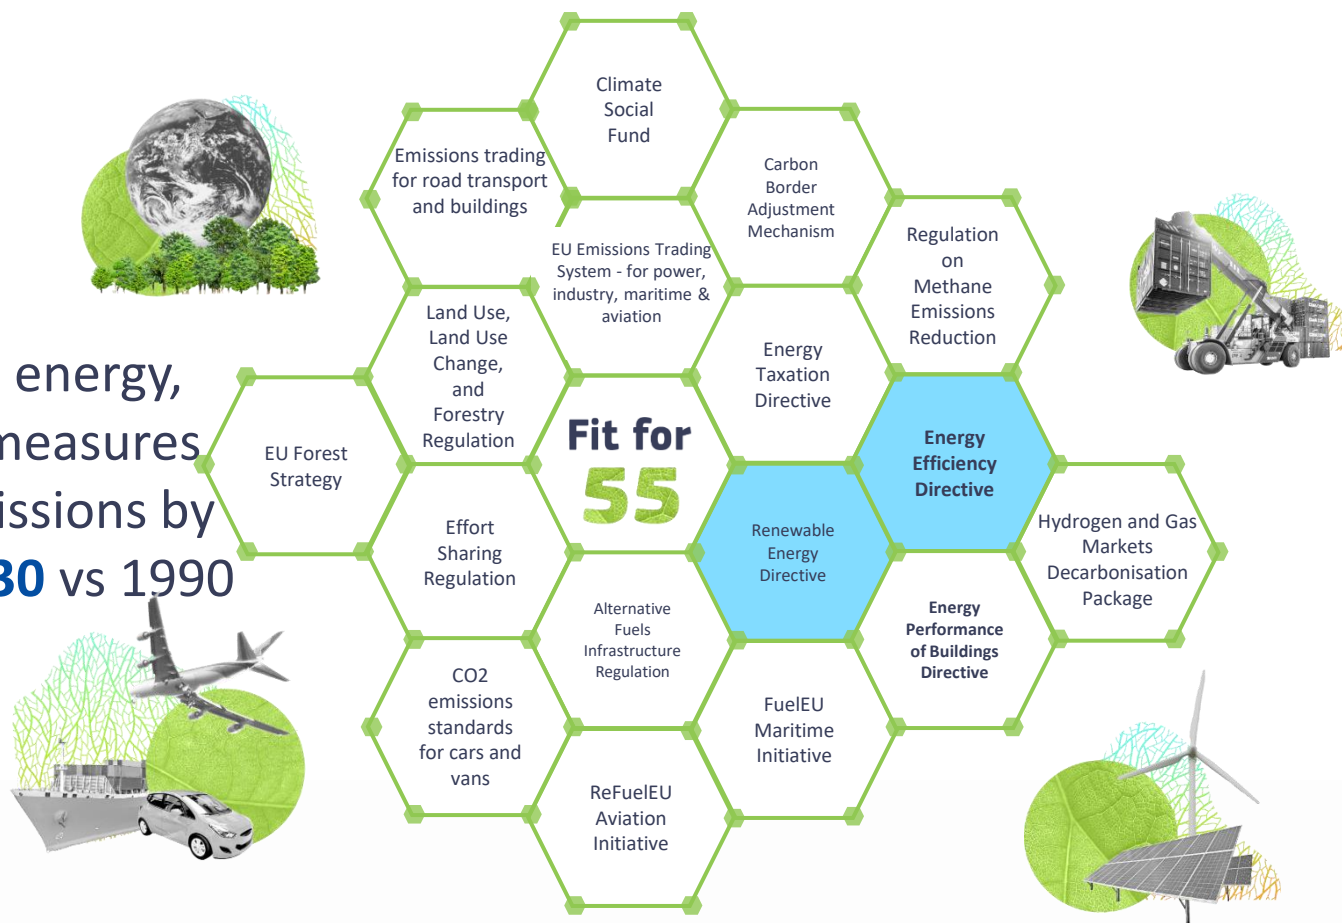 energy,
measures
issions by
30 vs 1990
Climate
Social
Fund
Emissions trading
for road transport
and buildings
Carbon
Border
Adjustment
Mechanism
EU Emissions Trading
System - for power,
industry, maritime &
aviation
Regulation
on
Methane
Emissions
Reduction
Land Use,
Land Use
Change,
and
Forestry
Regulation
Energy
Taxation
Directive
EU Forest
Strategy
Fit for
55
Energy
Efficiency
Directive
Effort
Sharing
Regulation
Renewable
Energy
Directive
Hydrogen and Gas
Markets
Decarbonisation
Package
Alternative
Fuels
Infrastructure
Regulation
Energy
Performance
of Buildings
Directive
CO2
emissions
standards
for cars and
vans
FuelEU
Maritime
Initiative
ReFuelEU
Aviation
Initiative